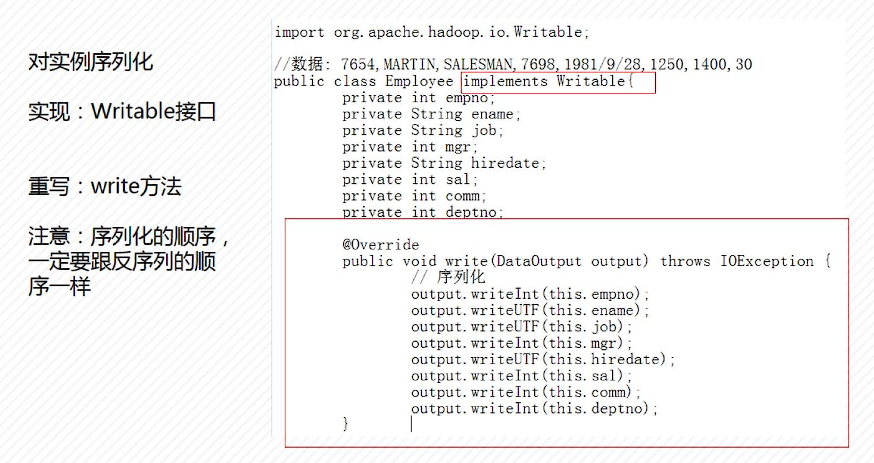 对实例序列化
实现：Writable接口
重写：write方法
注意：序列化的顺序，
一定要跟反序列的顺
序一样
import org.apache.hadoop.io.Writable;
//数据: 7654,MARTIN,SALESMAN,7698,1981/9/28,1250,1400,30
public class Employee implements Writable{
private int empno;
private String ename;
private String job;
private int mgr;
private String hiredate;
private int sal;
private int comm;
private int deptno;
@Override
public void write(DataOutput output) throws IOException {
// 序列化
output.writeInt(this.empno);
output.writeUTF(this.ename);
output.writeUTF(this.job);
output.writeInt(this.mgr);
output.writeUTF(this.hiredate);
output.writeInt(this.sal);
output.writeInt(this.comm);
output.writeInt(this.deptno);
}